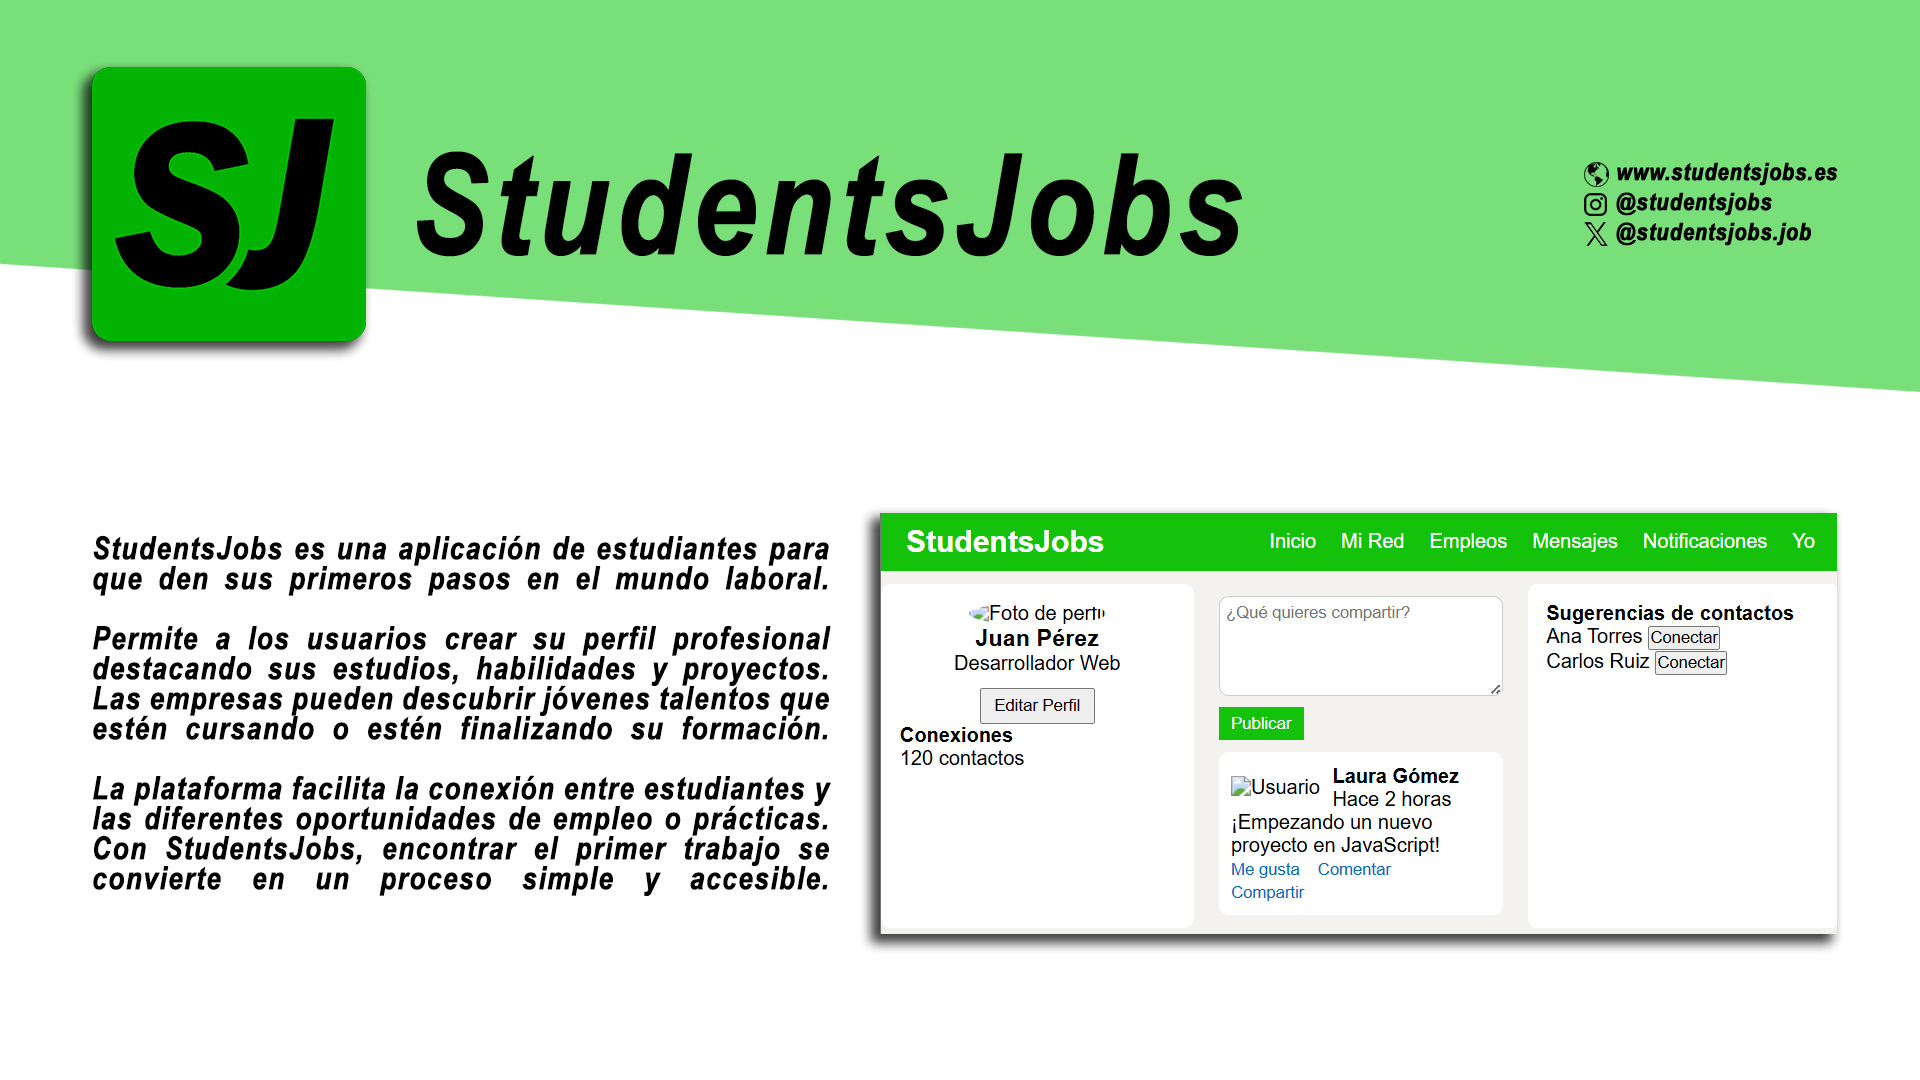 SJ
StudentsJobs
www.studentsjobs.es
@studentsjobs
@studentsjobs.job
StudentsJobs es una aplicación de estudiantes para
que den sus primeros pasos en el mundo laboral.
Permite a los usuarios crear su perfil profesional
destacando sus estudios, habilidades y proyectos.
Las empresas pueden descubrir jóvenes talentos que
estén cursando o estén finalizando su formación.
La plataforma facilita la conexión entre estudiantes y
las diferentes oportunidades de empleo o prácticas.
Con StudentsJobs, encontrar el primer trabajo se
convierte en un proceso simple y accesible.
StudentsJobs Inicio Mi Red Empleos Mensajes Notificaciones Yo
Foto de perfil
Juan Pérez
Desarrollador Web
Editar Perfil
Conexiones
120 contactos
¿Qué quieres compartir?
Publicar
Usuario
Laura Gómez
Hace 2 horas
¡Empezando un nuevo
proyecto en JavaScript!
Me gusta Comentar
Compartir
Sugerencias de contactos
Ana Torres Conectar
Carlos Ruiz Conectar